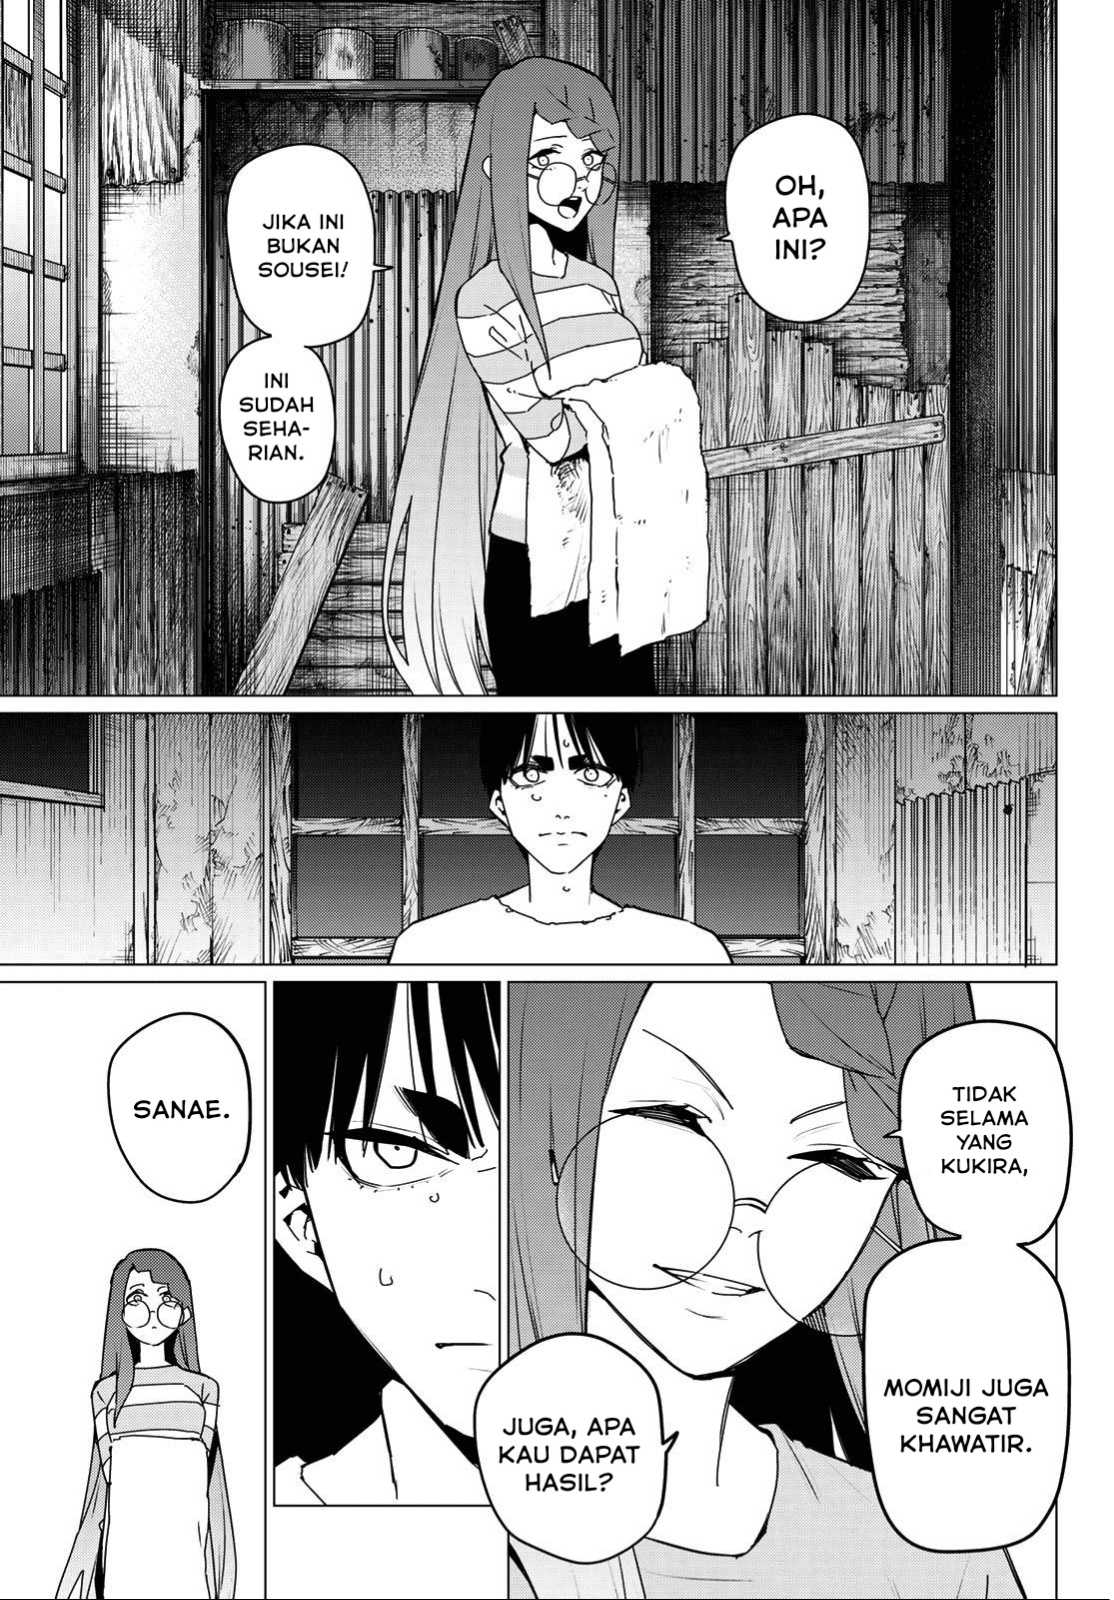 OH,
APA
INI?
JIKA INI
BUKAN
SOUSEI!
INI
SUDAH
SEHA-
RIAN.
TIDAK
SELAMA
YANG
KUKIRA,
MOMIJI JUGA
SANGAT
KHAWATIR.
JUGA, APA
KAU DAPAT
HASIL?
SANAE.